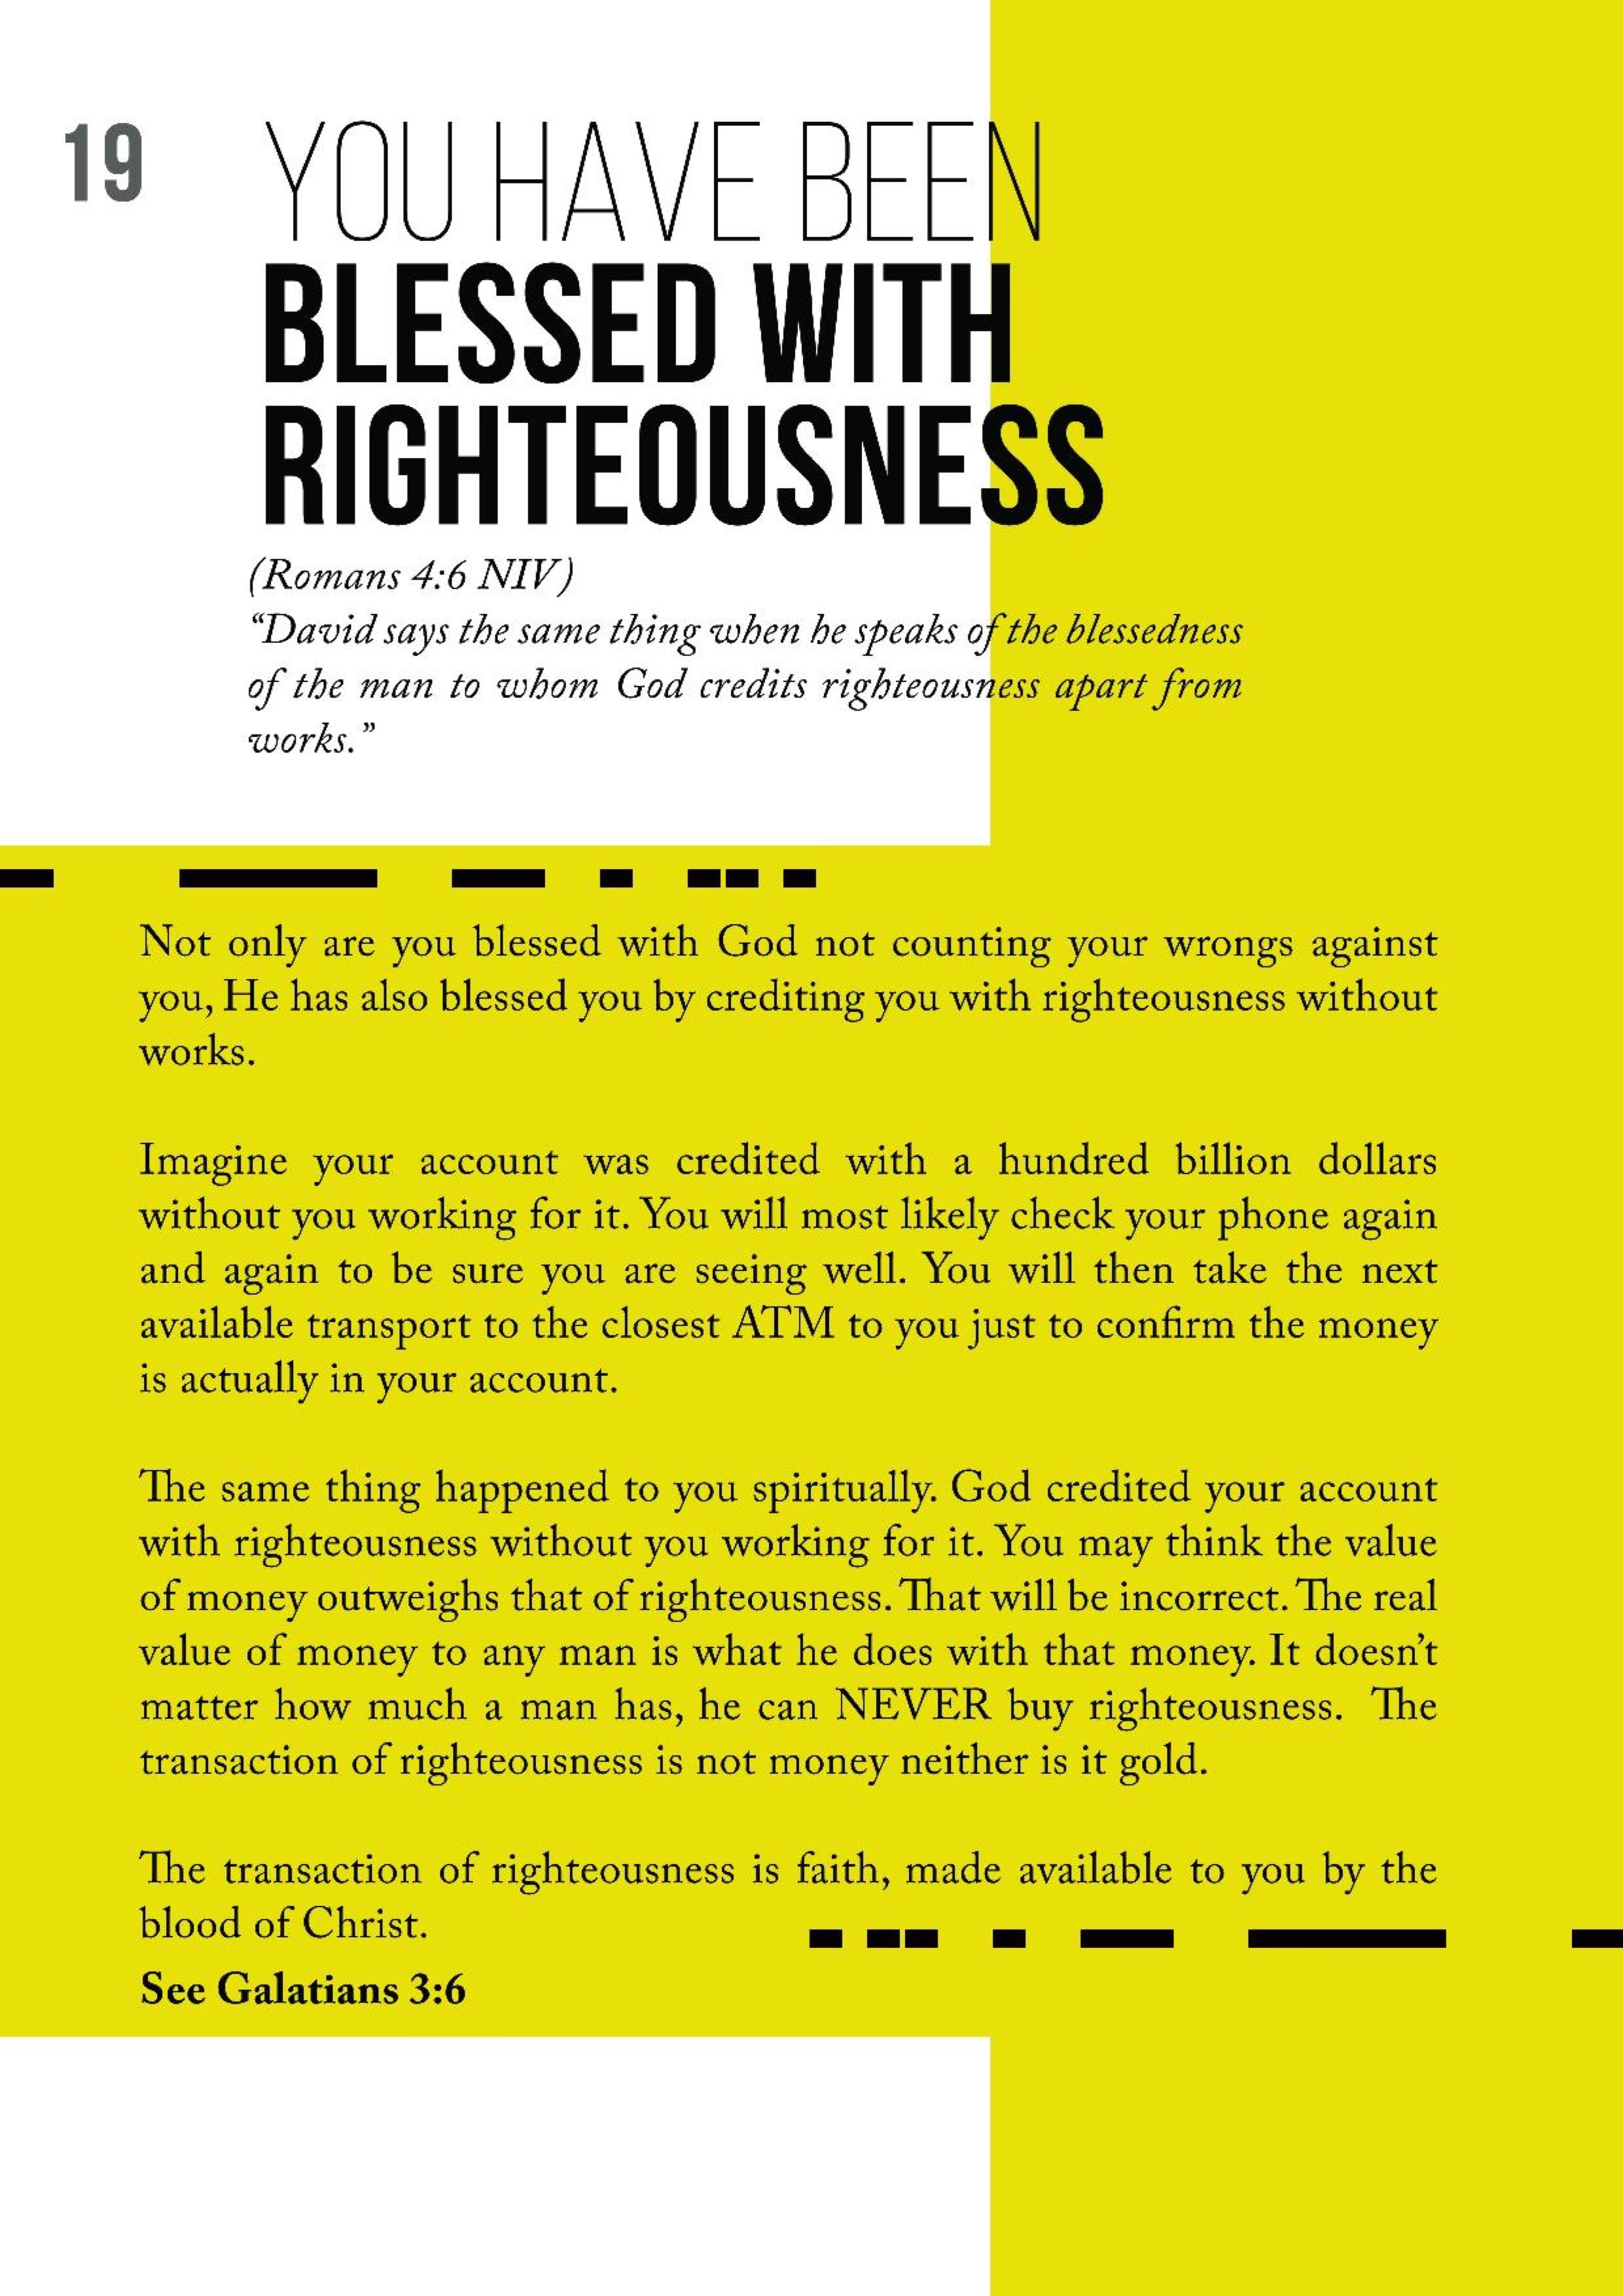 19
YOU HAVE BEEN
BLESSED WITH
RIGHTEOUSNESS
(Romans 4:6 NIV)
“David says the same thing when he speaks of the blessedness
of the man to whom God credits righteousness apart from
works.”
Not only are you blessed with God not counting your wrongs against
you, He has also blessed you by crediting you with righteousness without
works.
Imagine your account was credited with a hundred billion dollars
without you working for it. You will most likely check your phone again
and again to be sure you are seeing well. You will then take the next
available transport to the closest ATM to you just to confirm the money
is actually in your account.
The same thing happened to you spiritually. God credited your account
with righteousness without you working for it. You may think the value
of money outweighs that of righteousness. That will be incorrect. The real
value of money to any man is what he does with that money. It doesn’t
matter how much a man has, he can NEVER buy righteousness. The
transaction of righteousness is not money neither is it gold.
The transaction of righteousness is faith, made available to you by the
blood of Christ.
See Galatians 3:6